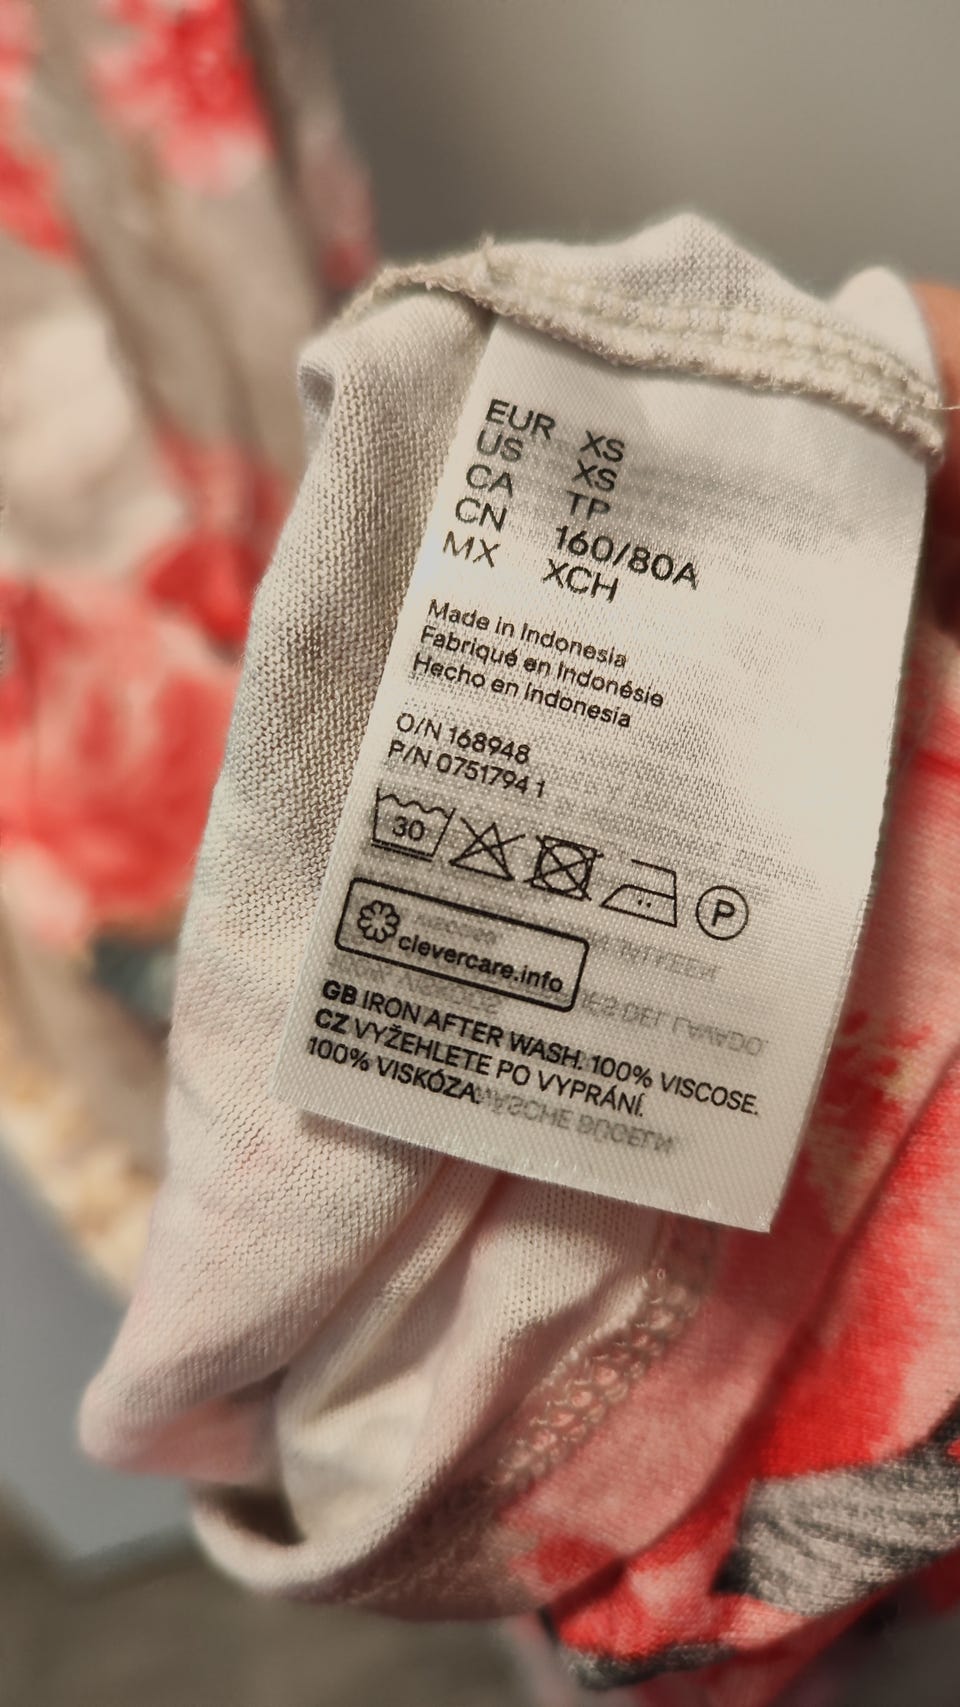 EUR XS
US XS
CA TP
CN 160/80A
MX XCH
Made in Indonesia
Fabriqué en Indonésie
Hecho en Indonesia
O/N 168948
P/N 0751794 1
30
P
clevercare.info
GB IRON AFTER WASH. 100% VISCOSE.
CZ VYŽEHLETE PO VYPRÁNÍ.
100% VISKÓZA.